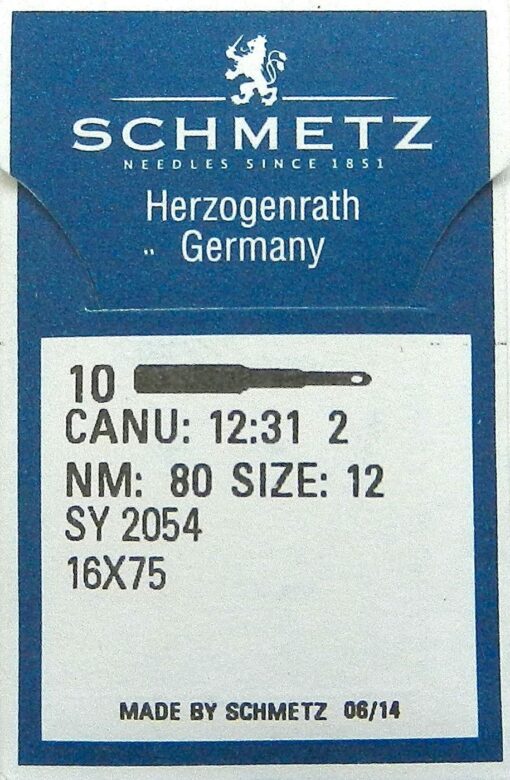 SCHMETZ
NEEDLES SINCE 1851
Herzogenrath
Germany
10
CANU: 12:31 2
NM: 80 SIZE: 12
SY 2054
16X75
MADE BY SCHMETZ 06/14